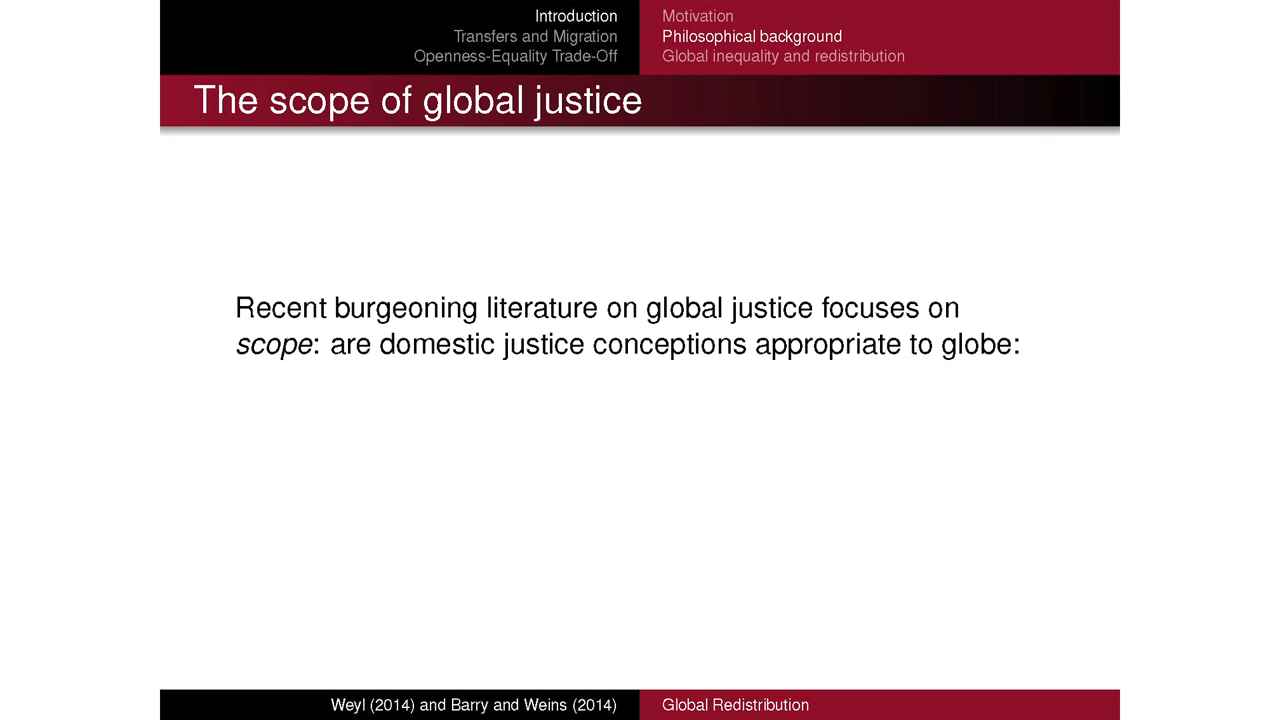 Introduction
Transfers and Migration
Openness-Equality Trade-Off
Motivation
Philosophical background
Global inequality and redistribution
The scope of global justice
Recent burgeoning literature on global justice focuses on
scope: are domestic justice conceptions appropriate to globe:
Weyl (2014) and Barry and Weins (2014)
Global Redistribution